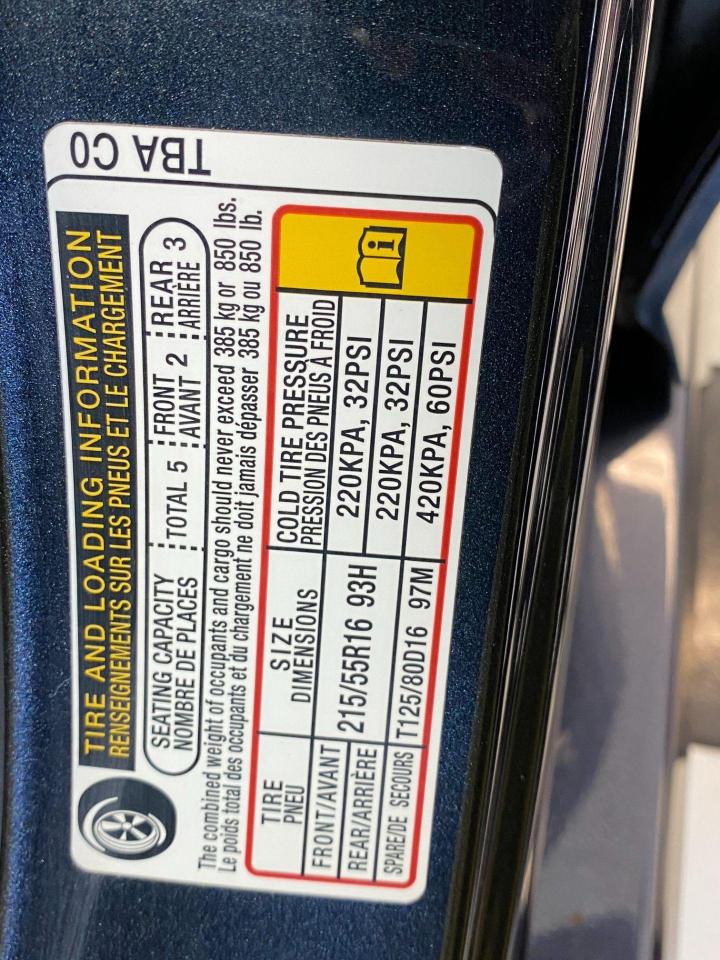 TBA C0
TIRE AND LOADING INFORMATION
RENSEIGNEMENTS SUR LES PNEUS ET LE CHARGEMENT
SEATING CAPACITY TOTAL 5 FRONT 2 REAR 3
NOMBRE DE PLACES AVANT ARRIÈRE
The combined weight of occupants and cargo should never exceed 385 kg or 850 lbs.
Le poids total des occupants et du chargement ne doit jamais dépasser 385 kg ou 850 lb.
TIRE SIZE COLD TIRE PRESSURE
PNEU DIMENSIONS PRESSION DES PNEUS À FROID
FRONT/AVANT 215/55R16 93H 220KPA, 32PSI
REAR/ARRIÈRE 220KPA, 32PSI
SPARE/DE SECOURS T125/80D16 97M 420KPA, 60PSI